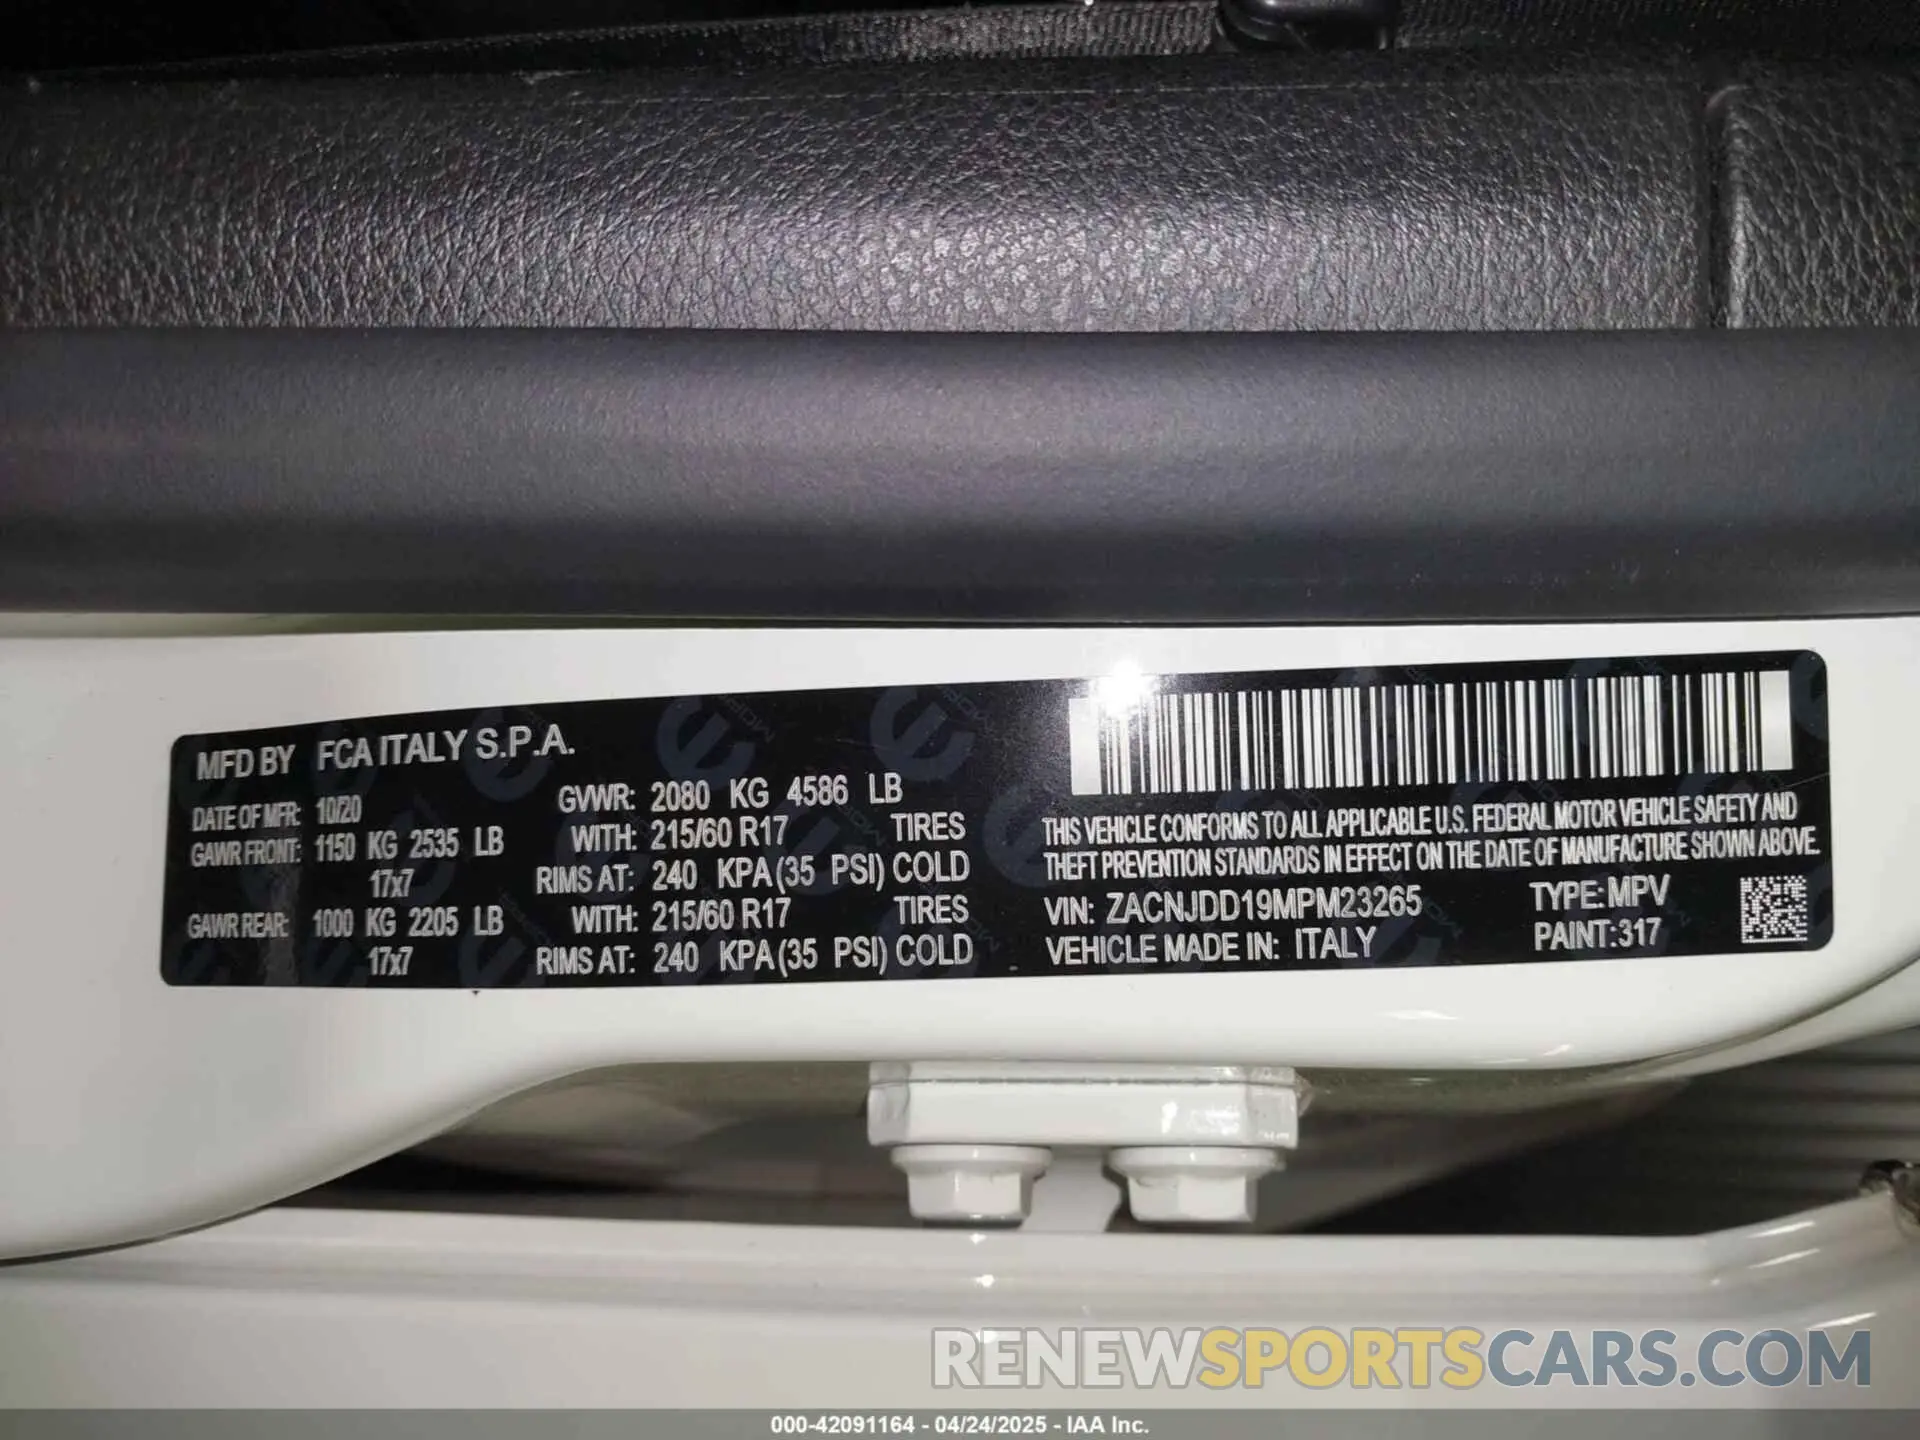 MFD BY FCA ITALY S.P.A.
DATE OF MFR: 10/20 GVWR: 2080 KG 4586 LB
GAWR FRONT: 1150 KG 2535 LB WITH: 215/60 R17 TIRES
17x7 RIMS AT: 240 KPA (35 PSI) COLD
GAWR REAR: 1000 KG 2205 LB WITH: 215/60 R17 TIRES
17x7 RIMS AT: 240 KPA (35 PSI) COLD
THIS VEHICLE CONFORMS TO ALL APPLICABLE U.S. FEDERAL MOTOR VEHICLE SAFETY AND
THEFT PREVENTION STANDARDS IN EFFECT ON THE DATE OF MANUFACTURE SHOWN ABOVE.
VIN: ZACNJDD19MPM23265 TYPE: MPV
VEHICLE MADE IN: ITALY PAINT: 317
RENEWSPORTSCARS.COM
000-42091164 - 04/24/2025 - IAA Inc.